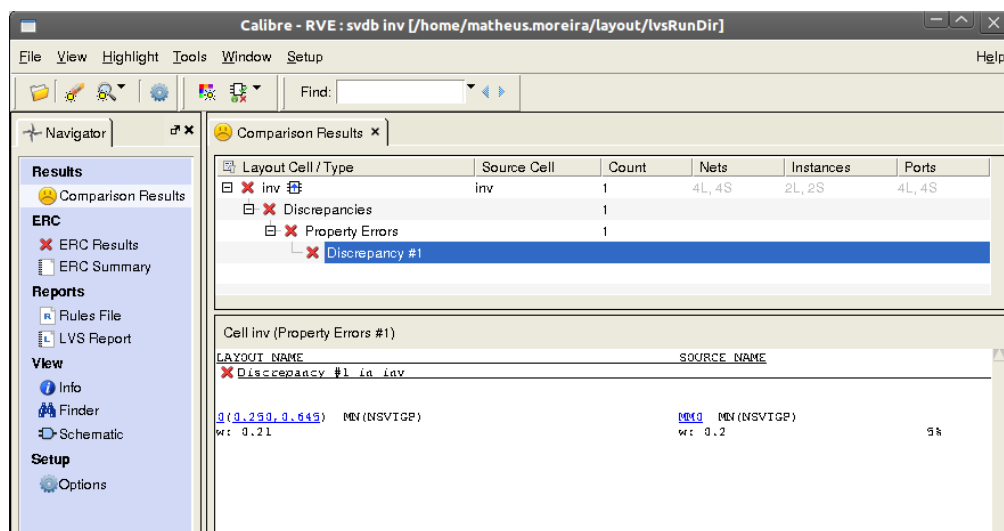 Calibre - RVE : svdb inv [/home/matheus.moreira/layout/lvsRunDir]
File View Highlight Tools Window Setup Help
Find:
Navigator
Comparison Results
Results
Comparison Results
ERC
ERC Results
ERC Summary
Reports
Rules File
LVS Report
View
Info
Finder
Schematic
Setup
Options
Layout Cell / Type Source Cell Count Nets Instances Ports
inv inv 1 4L, 4S 2L, 2S 4L, 4S
Discrepancies 1
Property Errors 1
Discrepancy #1
Cell inv (Property Errors #1)
LAYOUT NAME SOURCE NAME
Discrepancy #1 in inv
0(0.250,0.645) MN(NSVTGP) MM0 MN(NSVTGP)
w: 0.21 w: 0.2 5%